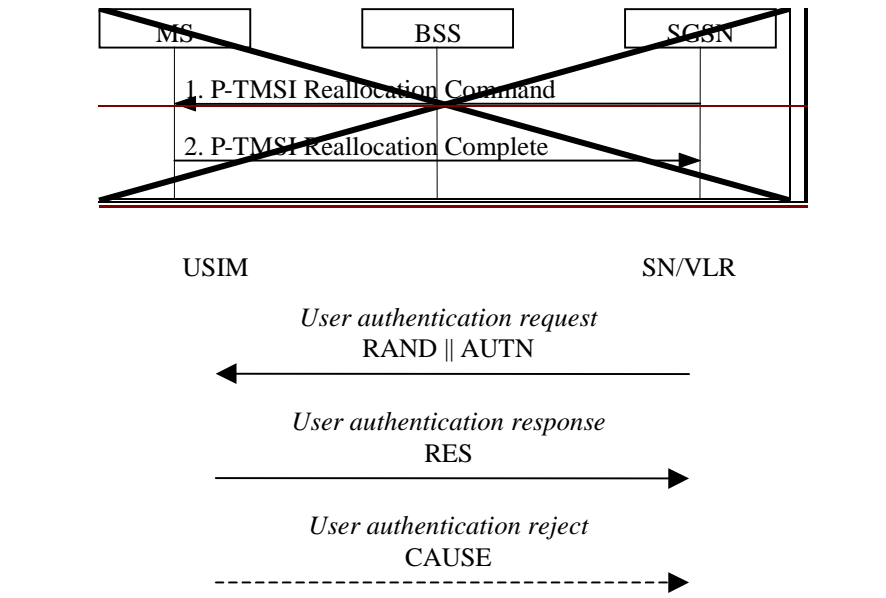 MS BSS SGSN
1. P-TMSI Reallocation Command
2. P-TMSI Reallocation Complete
USIM SN/VLR
User authentication request
RAND || AUTN
User authentication response
RES
User authentication reject
CAUSE